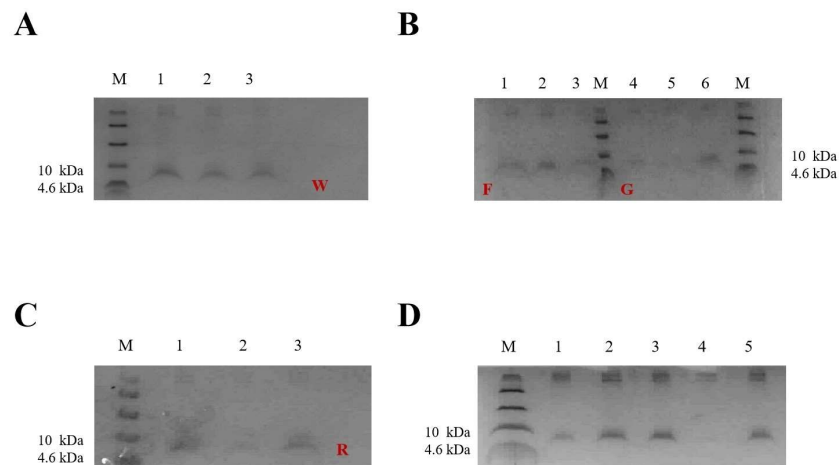 A
M 1 2 3
10 kDa
4.6 kDa
W
B
1 2 3 M 4 5 6 M
10 kDa
4.6 kDa
F G
C
M 1 2 3
10 kDa
4.6 kDa
R
D
M 1 2 3 4 5
10 kDa
4.6 kDa